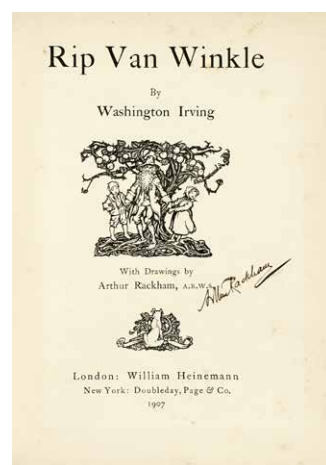 Rip Van Winkle
By
Washington Irving
With Drawings by
Arthur Rackham, A.R.W.S.
Arthur Rackham
London: William Heinemann
New York: Doubleday, Page & Co.
1907